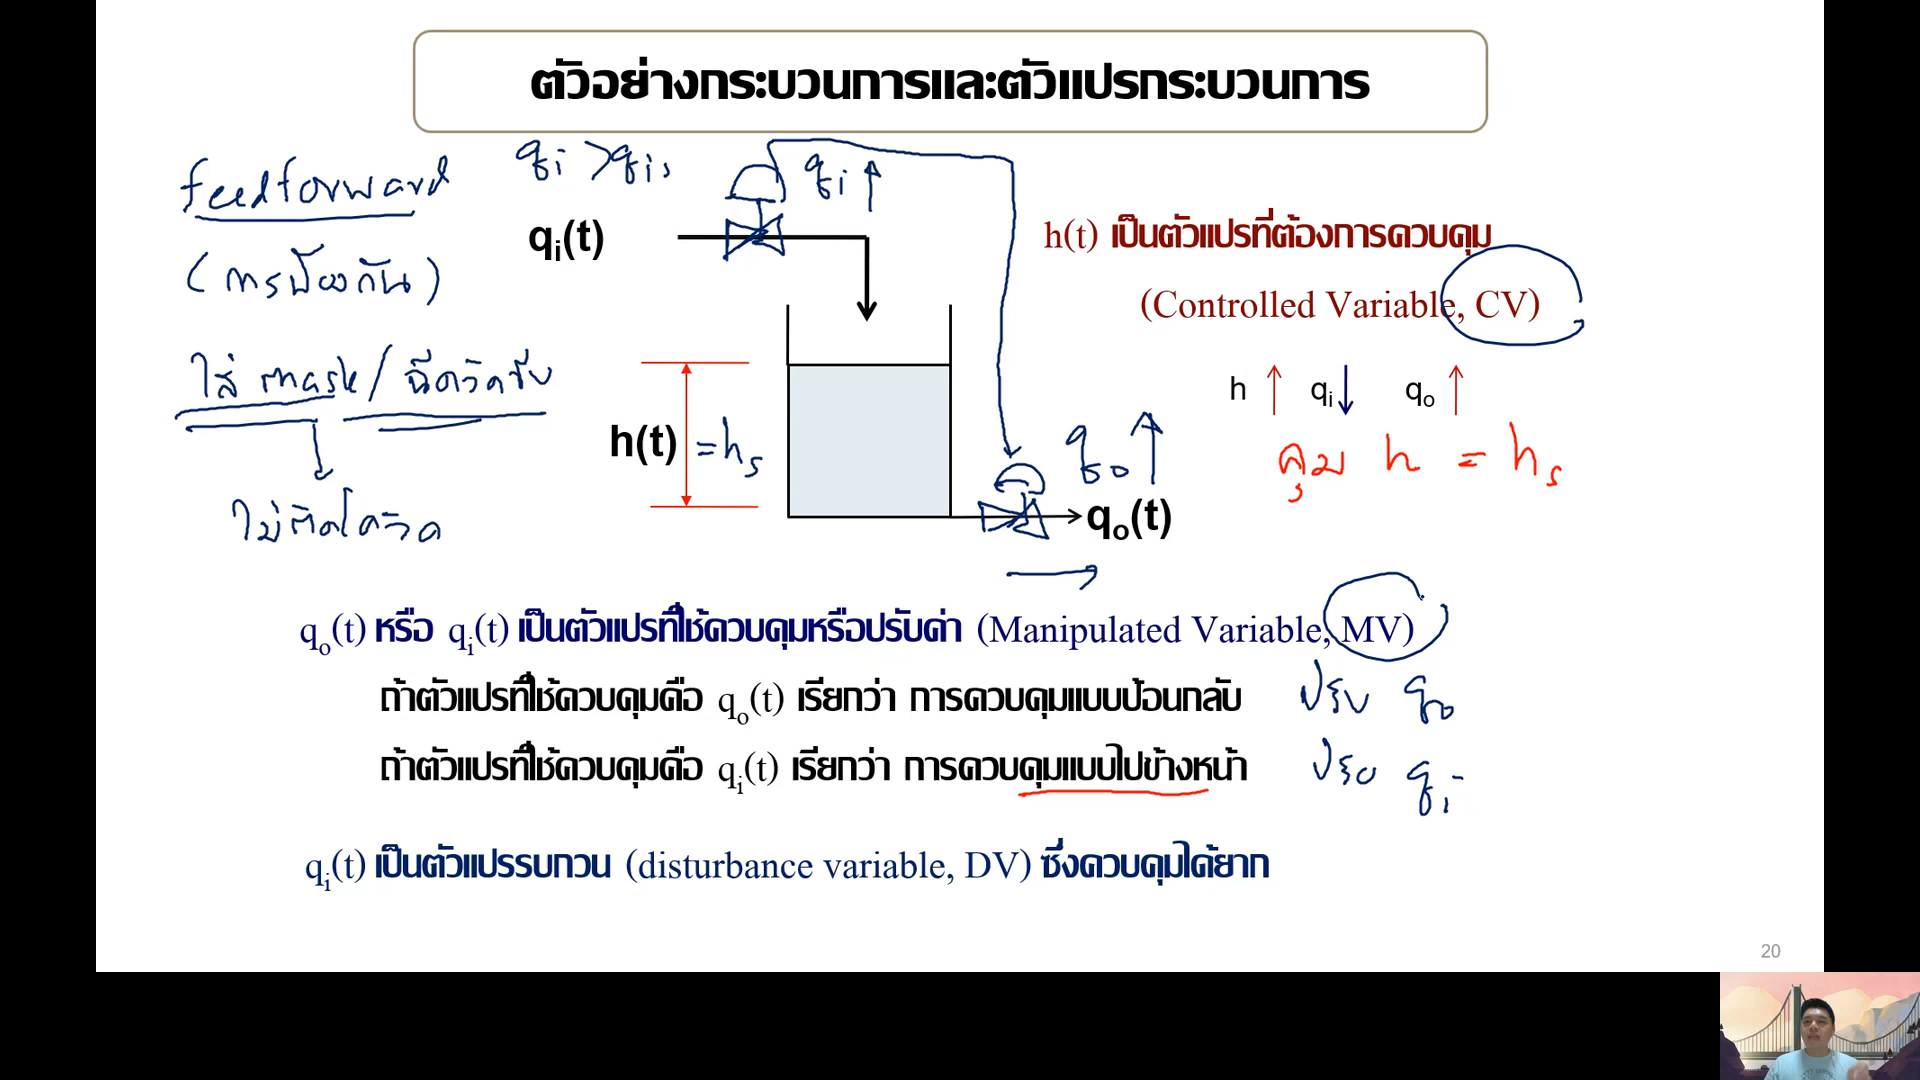 ตัวอย่างกระบวนการและตัวแปรกระบวนการ
feedforward
(การป้องกัน)
ใส่ mask / ฉีดวัคซีน
ไม่ติดโควิด
qi > qis
qi ↑
qi(t)
h(t) = hs
qo ↑
qo(t)
h(t) เป็นตัวแปรที่ต้องการควบคุม
(Controlled Variable, CV)
h ↑ qi ↓ qo ↑
คุม h = hs
qo(t) หรือ qi(t) เป็นตัวแปรที่ใช้ควบคุมหรือปรับค่า (Manipulated Variable, MV)
ถ้าตัวแปรที่ใช้ควบคุมคือ qo(t) เรียกว่า การควบคุมแบบป้อนกลับ ปรับ qo
ถ้าตัวแปรที่ใช้ควบคุมคือ qi(t) เรียกว่า การควบคุมแบบไปข้างหน้า ปรับ qi
qi(t) เป็นตัวแปรรบกวน (disturbance variable, DV) ซึ่งควบคุมได้ยาก
20